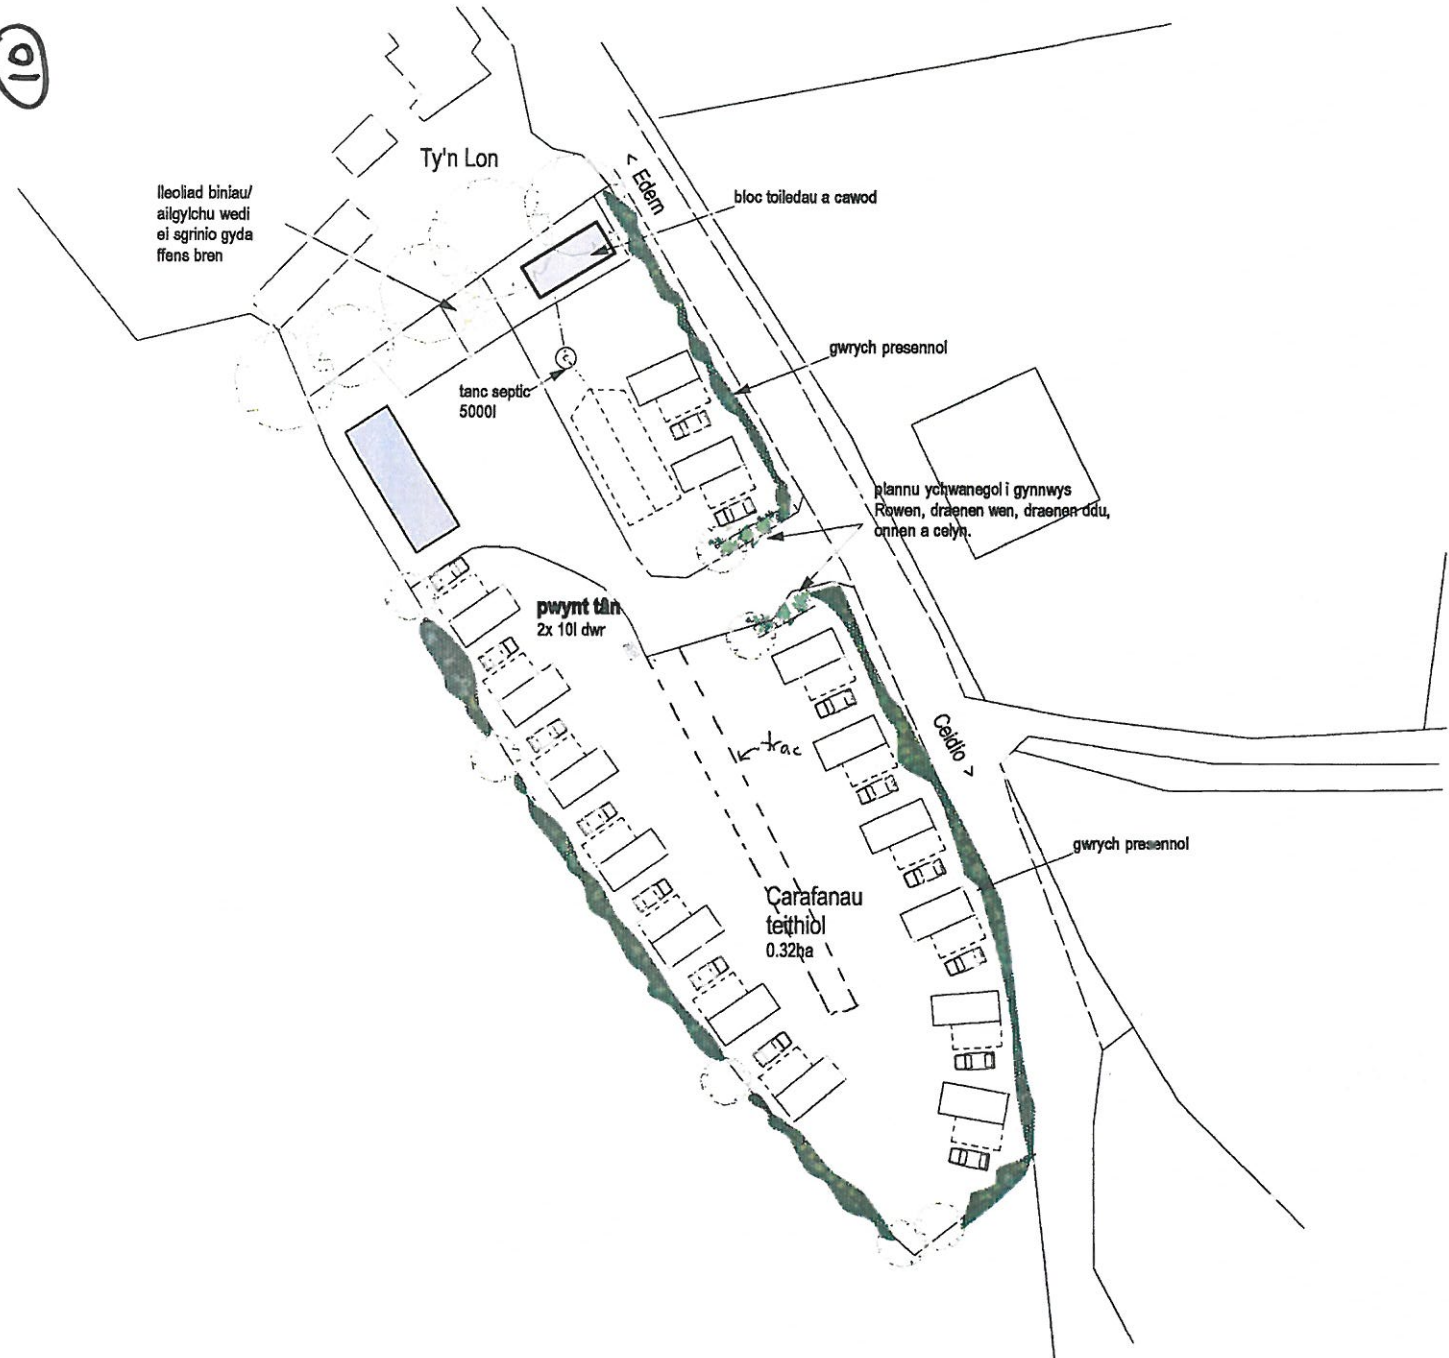 10
Ty'n Lon
< Edern
lleoliad biniau/
ailgylchu wedi
ei sgrinio gyda
ffens bren
bloc toiledau a cawod
gwrych presennol
tanc septic
5000l
plannu ychwanegol i gynnwys
Rowen, draenen wen, draenen ddu,
onnen a celyn.
pwynt tân
2x 10l dwr
trac
Ceidio >
gwrych presennol
Carafanau
teithiol
0.32ha